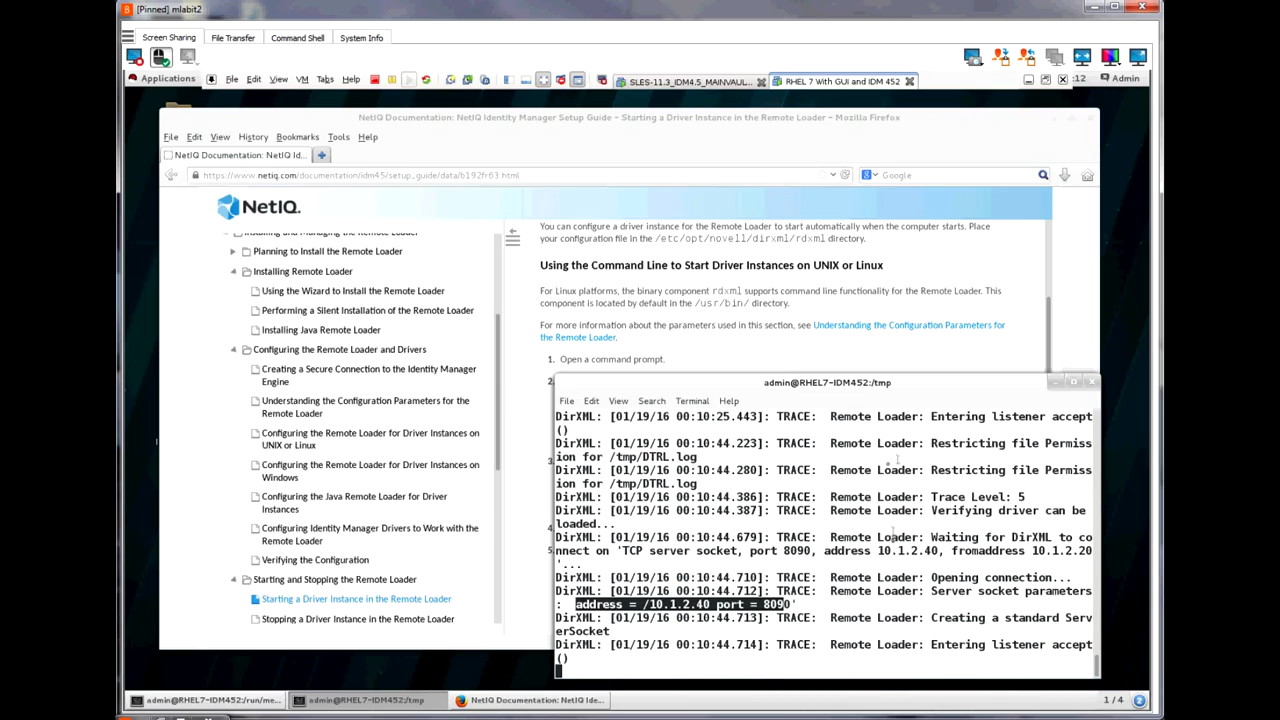 [Pinned] mlabit2
Screen Sharing File Transfer Command Shell System Info
Applications File Edit View VM Tabs Help SLES-11.3_IDM4.5_MAINVAUL... RHEL 7 With GUI and IDM 452 :12 Admin
NetIQ Documentation: NetIQ Identity Manager Setup Guide – Starting a Driver Instance in the Remote Loader – Mozilla Firefox
File Edit View History Bookmarks Tools Help
NetIQ Documentation: NetIQ Id...
https://www.netiq.com/documentation/idm45/setup_guide/data/b192fr63.html Google
NetIQ.
Installing and Managing the Remote Loader
Planning to Install the Remote Loader
Installing Remote Loader
Using the Wizard to Install the Remote Loader
Performing a Silent Installation of the Remote Loader
Installing Java Remote Loader
Configuring the Remote Loader and Drivers
Creating a Secure Connection to the Identity Manager
Engine
Understanding the Configuration Parameters for the
Remote Loader
Configuring the Remote Loader for Driver Instances on
UNIX or Linux
Configuring the Remote Loader for Driver Instances on
Windows
Configuring the Java Remote Loader for Driver
Instances
Configuring Identity Manager Drivers to Work with the
Remote Loader
Verifying the Configuration
Starting and Stopping the Remote Loader
Starting a Driver Instance in the Remote Loader
Stopping a Driver Instance in the Remote Loader
You can configure a driver instance for the Remote Loader to start automatically when the computer starts. Place
your configuration file in the /etc/opt/novell/dirxml/rdxml directory.
Using the Command Line to Start Driver Instances on UNIX or Linux
For Linux platforms, the binary component rdxml supports command line functionality for the Remote Loader. This
component is located by default in the /usr/bin/ directory.
For more information about the parameters used in this section, see Understanding the Configuration Parameters for
the Remote Loader.
1. Open a command prompt.
2.
3.
4.
5.
admin@RHEL7-IDM452:/tmp
File Edit View Search Terminal Help
DirXML: [01/19/16 00:10:25.443]: TRACE:  Remote Loader: Entering listener accept
()
DirXML: [01/19/16 00:10:44.223]: TRACE:  Remote Loader: Restricting file Permiss
ion for /tmp/DTRL.log
DirXML: [01/19/16 00:10:44.280]: TRACE:  Remote Loader: Restricting file Permiss
ion for /tmp/DTRL.log
DirXML: [01/19/16 00:10:44.386]: TRACE:  Remote Loader: Trace Level: 5
DirXML: [01/19/16 00:10:44.387]: TRACE:  Remote Loader: Verifying driver can be
loaded...
DirXML: [01/19/16 00:10:44.679]: TRACE:  Remote Loader: Waiting for DirXML to co
nnect on 'TCP server socket, port 8090, address 10.1.2.40, fromaddress 10.1.2.20
'...
DirXML: [01/19/16 00:10:44.710]: TRACE:  Remote Loader: Opening connection...
DirXML: [01/19/16 00:10:44.712]: TRACE:  Remote Loader: Server socket parameters
:  address = /10.1.2.40 port = 8090'
DirXML: [01/19/16 00:10:44.713]: TRACE:  Remote Loader: Creating a standard Serv
erSocket
DirXML: [01/19/16 00:10:44.714]: TRACE:  Remote Loader: Entering listener accept
()
admin@RHEL7-IDM452:/run/me... admin@RHEL7-IDM452:/tmp NetIQ Documentation: NetIQ Ide... 1 / 4 2